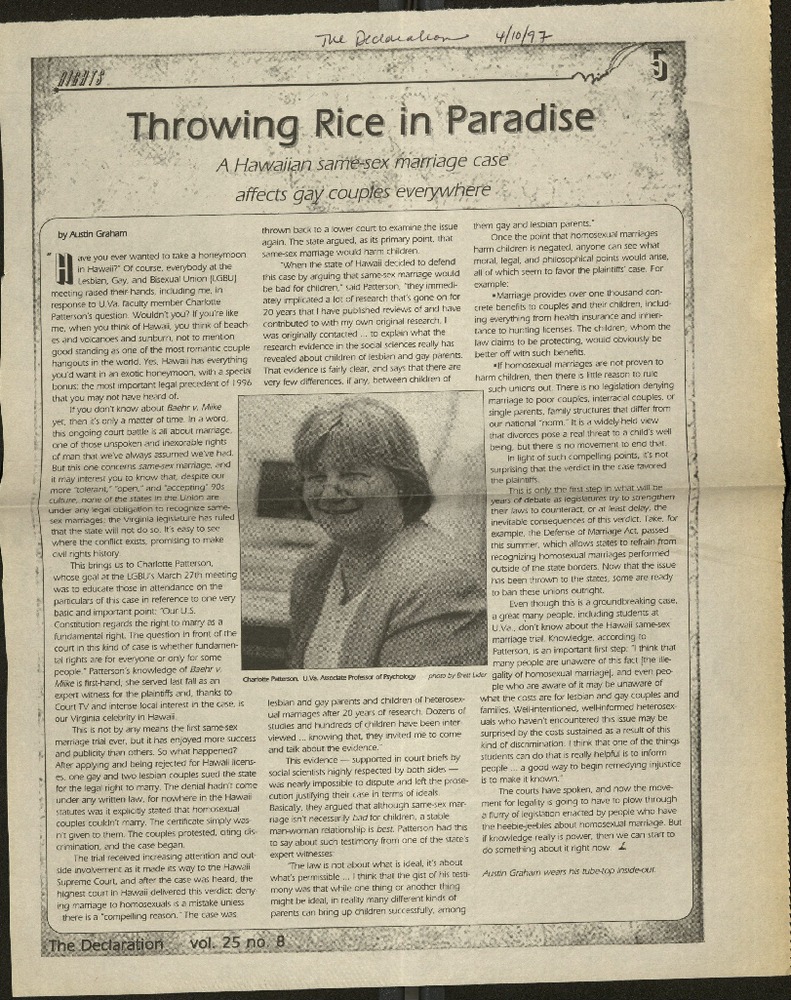 The Declaration 4/10/97
RIGHTS
5
Throwing Rice in Paradise
A Hawaiian same-sex marriage case
affects gay couples everywhere
by Austin Graham
"Have you ever wanted to take a honeymoon
in Hawaii?" Of course, everybody at the
Lesbian, Gay, and Bisexual Union [LGBU]
meeting raised their hands, including me, in
response to U.Va. faculty member Charlotte
Patterson's question. Wouldn't you? If you're like
me, when you think of Hawaii, you think of beach-
es and volcanoes and sunburn, not to mention
good standing as one of the most romantic couple
hangouts in the world. Yes, Hawaii has everything
you'd want in an exotic honeymoon, with a special
bonus: the most important legal precedent of 1996
that you may not have heard of.
If you don't know about Baehr v. Miike
yet, then it's only a matter of time. In a word,
this ongoing court battle is all about marriage,
one of those unspoken and inexorable rights
of man that we've always assumed we've had.
But this one concerns same-sex marriage, and
it may interest you to know that, despite our
more "tolerant," "open," and "accepting" 90s
culture, none of the states in the Union are
under any legal obligation to recognize same-
sex marriages; the Virginia legislature has ruled
that the state will not do so. It's easy to see
where the conflict exists, promising to make
civil rights history.
This brings us to Charlotte Patterson,
whose goal at the LGBU's March 27th meeting
was to educate those in attendance on the
particulars of this case in reference to one very
basic and important point: "Our U.S.
Constitution regards the right to marry as a
fundamental right. The question in front of the
court in this kind of case is whether fundamen-
tal rights are for everyone or only for some
people." Patterson's knowledge of Baehr v.
Miike is first-hand; she served last fall as an
expert witness for the plaintiffs and, thanks to
Court TV and intense local interest in the case, is
our Virginia celebrity in Hawaii.
This is not by any means the first same-sex
marriage trial ever, but it has enjoyed more success
and publicity than others. So what happened?
After applying and being rejected for Hawaii licens-
es, one gay and two lesbian couples sued the state
for the legal right to marry. The denial hadn't come
under any written law, for nowhere in the Hawaii
statutes was it explicitly stated that homosexual
couples couldn't marry. The certificate simply was-
n't given to them. The couples protested, citing dis-
crimination, and the case began.
The trial received increasing attention and out-
side involvement as it made its way to the Hawaii
Supreme Court, and after the case was heard, the
highest court in Hawaii delivered this verdict: deny-
ing marriage to homosexuals is a mistake unless
there is a "compelling reason." The case was
thrown back to a lower court to examine the issue
again. The state argued, as its primary point, that
same-sex marriage would harm children.
"When the state of Hawaii decided to defend
this case by arguing that same-sex marriage would
be bad for children," said Patterson, "they immedi-
ately implicated a lot of research that's gone on for
20 years that I have published reviews of and have
contributed to with my own original research. I
was originally contacted ... to explain what the
research evidence in the social sciences really has
revealed about children of lesbian and gay parents.
That evidence is fairly clear, and says that there are
very few differences, if any, between children of
Charlotte Patterson, U.Va. Associate Professor of Psychology photo by Brett
lesbian and gay parents and children of heterosex-
ual marriages after 20 years of research. Dozens of
studies and hundreds of children have been inter-
viewed ... knowing that, they invited me to come
and talk about the evidence."
This evidence — supported in court briefs by
social scientists highly respected by both sides —
was nearly impossible to dispute and left the prose-
cution justifying their case in terms of ideals.
Basically, they argued that although same-sex mar-
riage isn't necessarily bad for children, a stable
man-woman relationship is best. Patterson had this
to say about such testimony from one of the state's
expert witnesses:
"The law is not about what is ideal, it's about
what's permissible ... I think that the gist of his testi-
mony was that while one thing or another thing
might be ideal, in reality many different kinds of
parents can bring up children successfully, among
them gay and lesbian parents."
Once the point that homosexual marriages
harm children is negated, anyone can see what
moral, legal, and philosophical points would arise,
all of which seem to favor the plaintiffs' case. For
example:
•Marriage provides over one thousand con-
crete benefits to couples and their children, includ-
ing everything from health insurance and inheri-
tance to hunting licenses. The children, whom the
law claims to be protecting, would obviously be
better off with such benefits.
•If homosexual marriages are not proven to
harm children, then there is little reason to rule
such unions out. There is no legislation denying
marriage to poor couples, interracial couples, or
single parents, family structures that differ from
our national "norm." It is a widely-held view
that divorces pose a real threat to a child's well
being, but there is no movement to end that.
In light of such compelling points, it's not
surprising that the verdict in the case favored
the plaintiffs.
This is only the first step in what will be
years of debate as legislatures try to strengthen
their laws to counteract, or at least delay, the
inevitable consequences of this verdict. Take, for
example, the Defense of Marriage Act, passed
this summer, which allows states to refrain from
recognizing homosexual marriages performed
outside of the state borders. Now that the issue
has been thrown to the states, some are ready
to ban these unions outright.
Even though this is a groundbreaking case,
a great many people, including students at
U.Va., don't know about the Hawaii same-sex
marriage trial. Knowledge, according to
Patterson, is an important first step: "I think that
many people are unaware of this fact [the ille-
gality of homosexual marriage], and even peo-
ple who are aware of it may be unaware of
what the costs are for lesbian and gay couples and
families. Well-intentioned, well-informed heterosex-
uals who haven't encountered this issue may be
surprised by the costs sustained as a result of this
kind of discrimination. I think that one of the things
students can do that is really helpful is to inform
people ... a good way to begin remedying injustice
is to make it known."
The courts have spoken, and now the move-
ment for legality is going to have to plow through
a flurry of legislation enacted by people who have
the heebie-jeebies about homosexual marriage. But
if knowledge really is power, then we can start to
do something about it right now.
Austin Graham wears his tube-top inside-out.
The Declaration vol. 25 no. 8